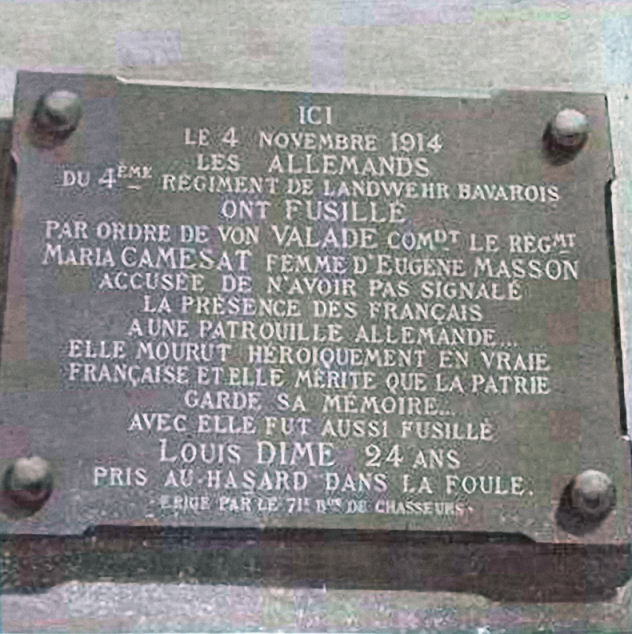 ICI
LE 4 NOVEMBRE 1914
LES ALLEMANDS
DU 4ÈME RÉGIMENT DE LANDWEHR BAVAROIS
ONT FUSILLÉ
PAR ORDRE DE VON VALADE COMDT LE REGMT
MARIA CAMESAT FEMME D'EUGÈNE MASSON
ACCUSÉE DE N'AVOIR PAS SIGNALÉ
LA PRÉSENCE DES FRANÇAIS
A UNE PATROUILLE ALLEMANDE...
ELLE MOURUT HÉROÏQUEMENT EN VRAIE
FRANÇAISE ET ELLE MÉRITE QUE LA PATRIE
GARDE SA MÉMOIRE...
AVEC ELLE FUT AUSSI FUSILLÉ
LOUIS DIME 24 ANS
PRIS AU HASARD DANS LA FOULE.
ERIGÉ PAR LE 71E BON DE CHASSEURS